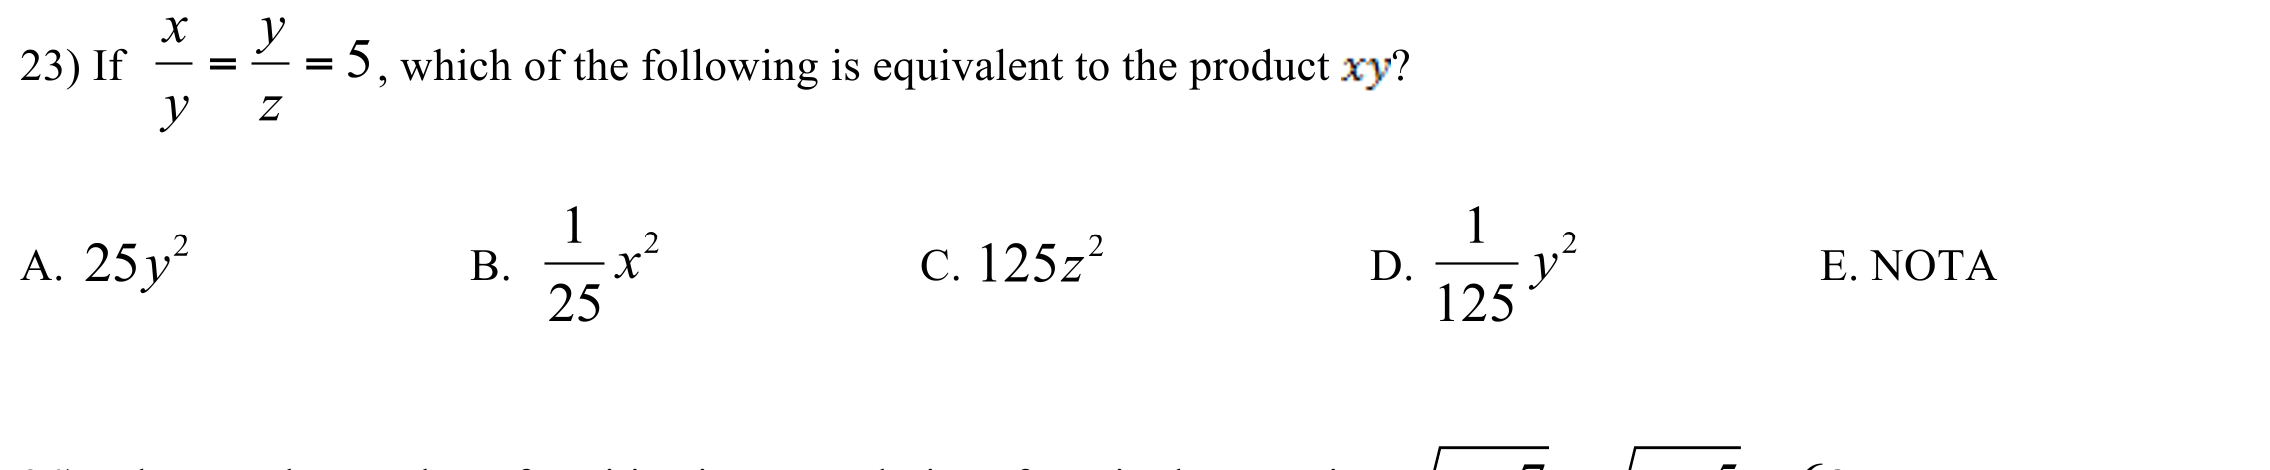 23) If x/y = y/z = 5, which of the following is equivalent to the product xy?
A. 25y² B. 1/25 x² C. 125z² D. 1/125 y² E. NOTA